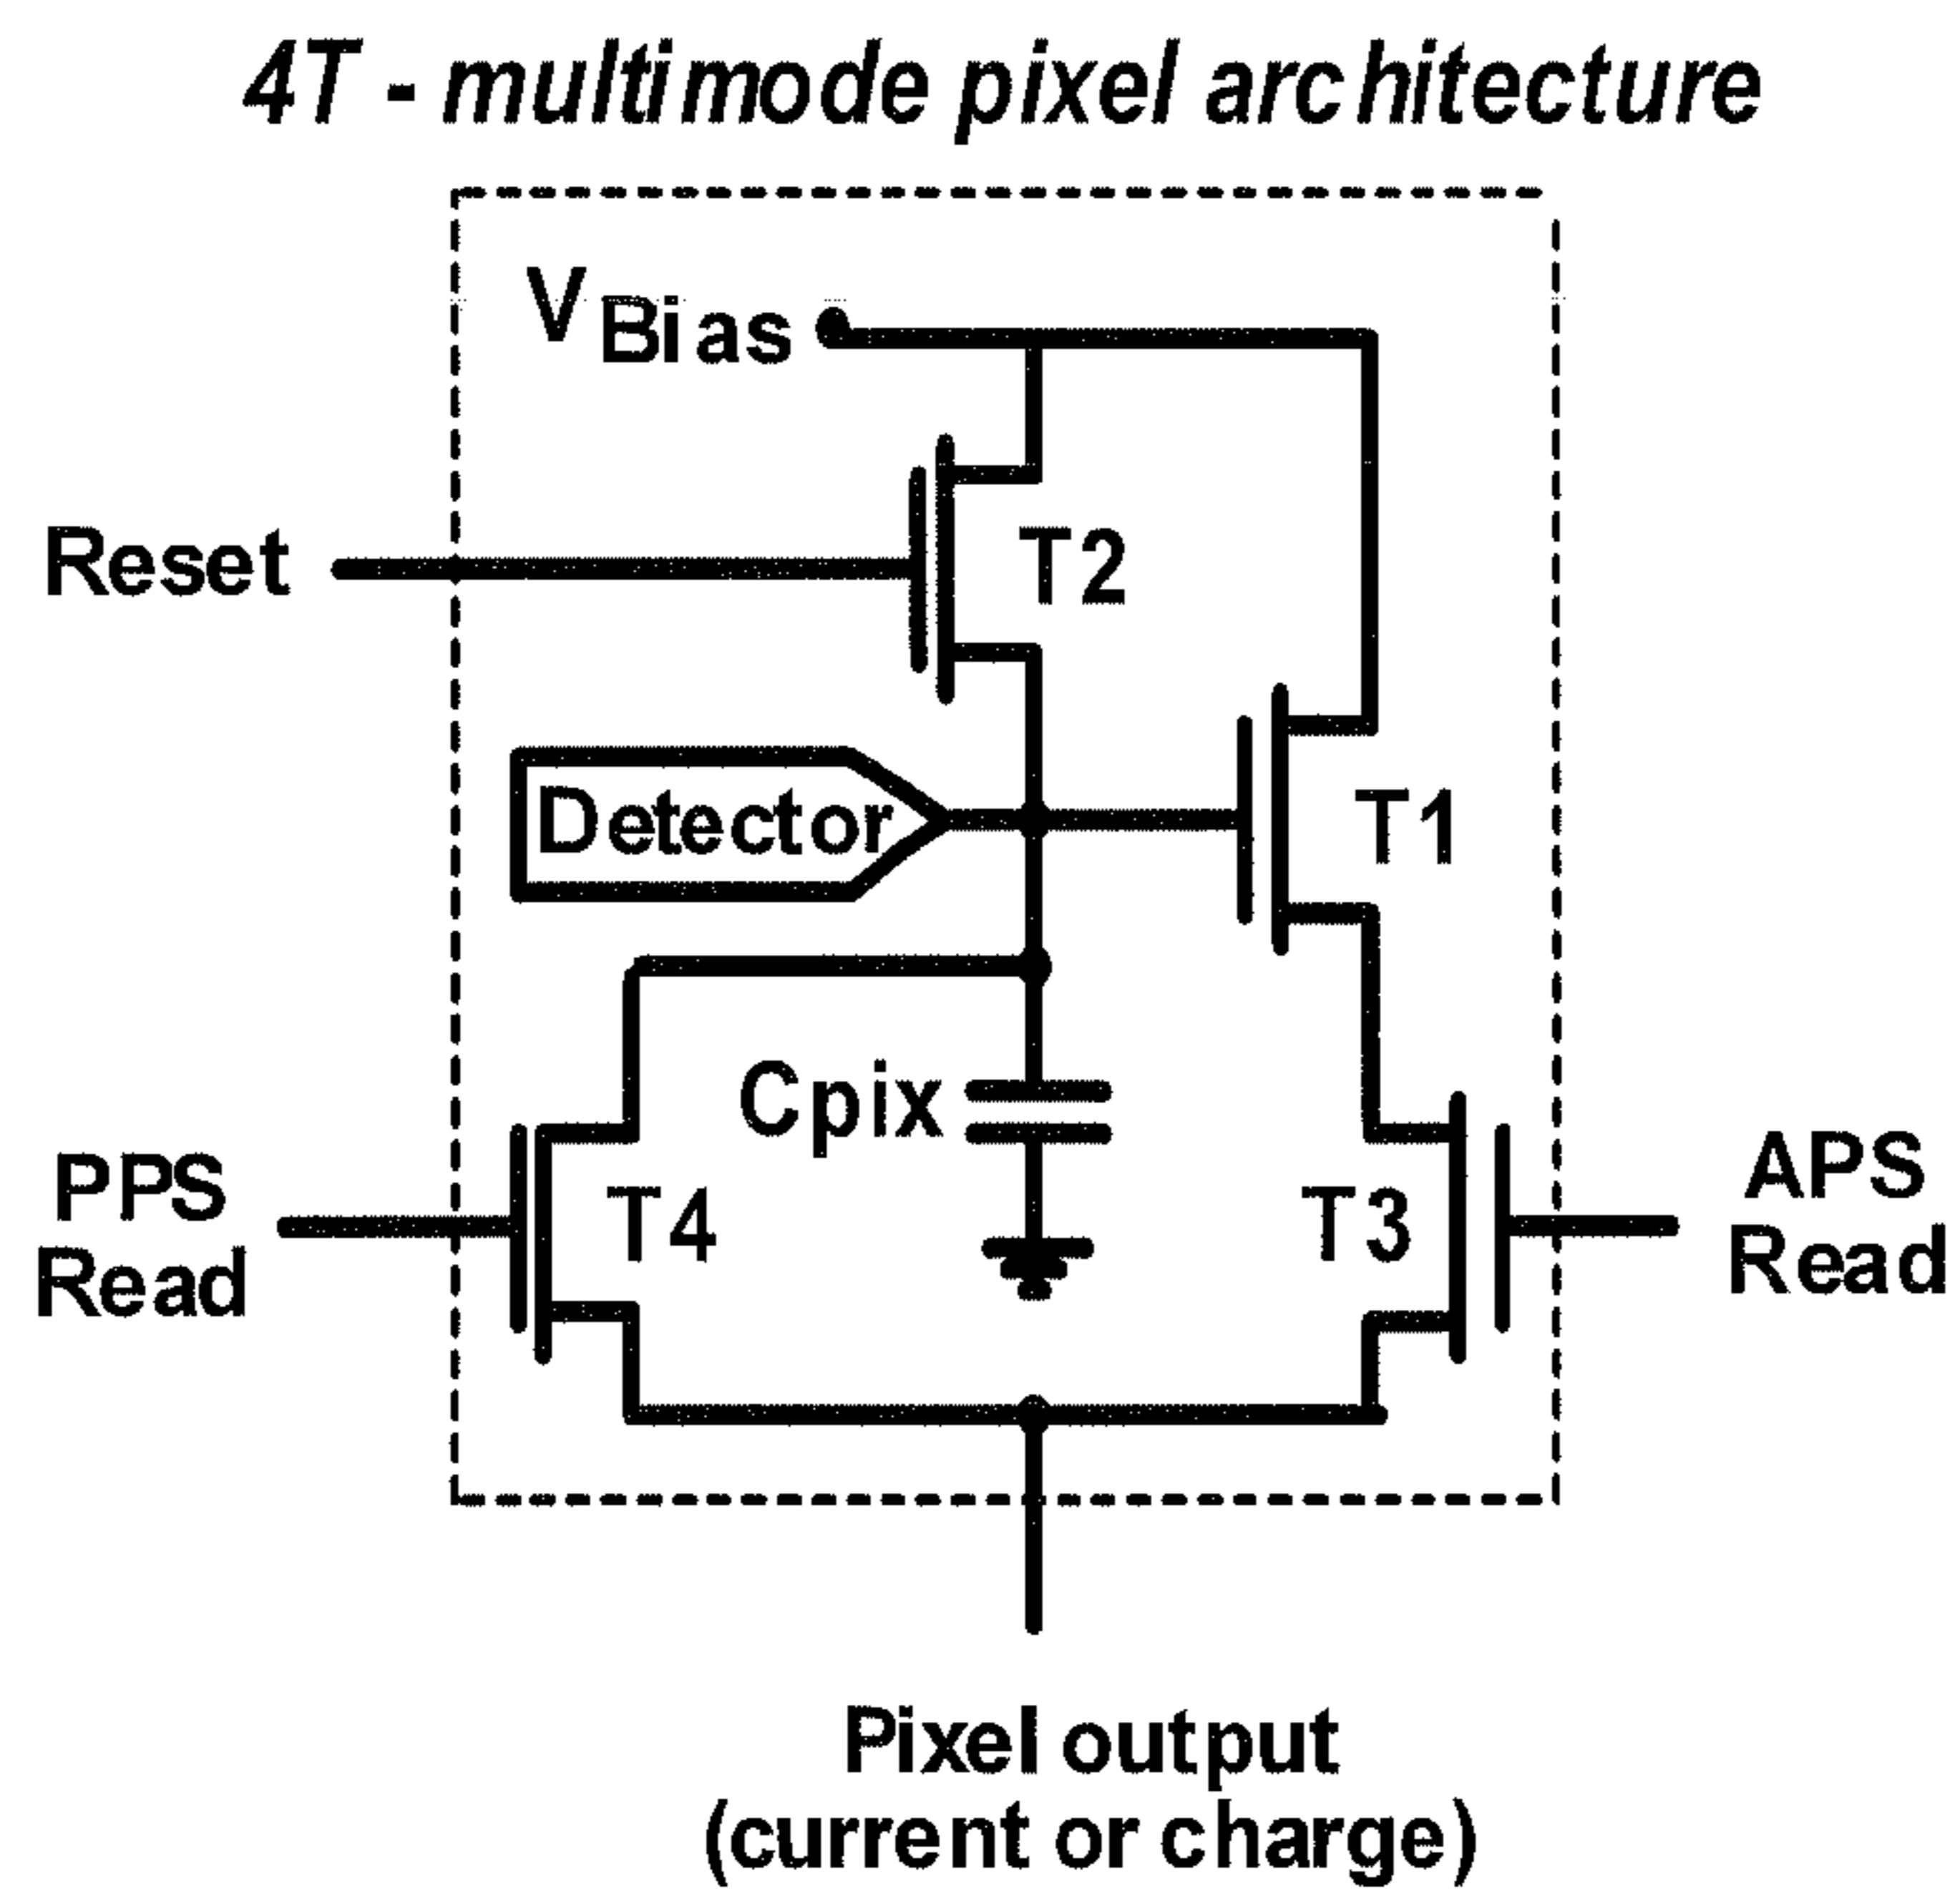 4T - multimode pixel architecture
VBias
Reset
T2
Detector
T1
Cpix
PPS
Read
T4
T3
APS
Read
Pixel output
(current or charge)